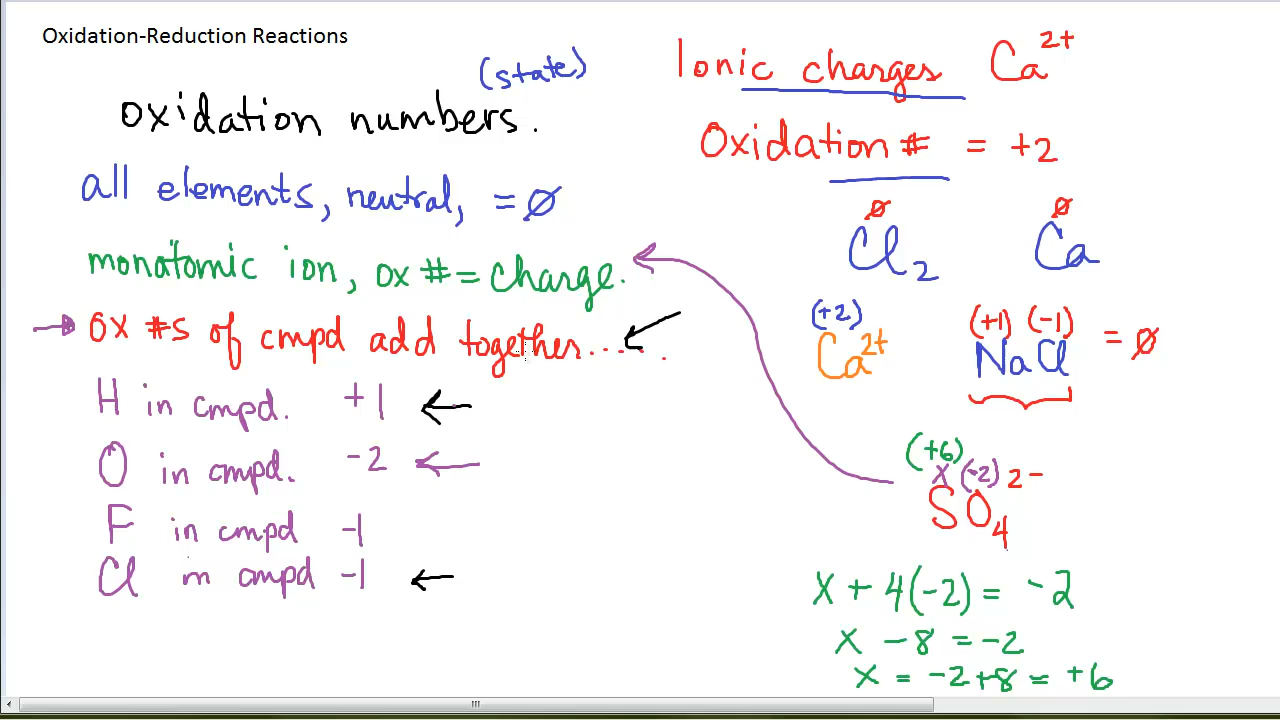 Oxidation-Reduction Reactions
(state)
oxidation numbers.
all elements, neutral, = ∅
monatomic ion, ox # = charge.
ox #s of cmpd add together......
H in cmpd. +1
O in cmpd. -2
F in cmpd -1
Cl in cmpd -1
Ionic charges Ca²⁺
Oxidation # = +2
∅ ∅
Cl₂ Ca
(+2) (+1) (-1)
Ca²⁺ NaCl = ∅
(+6)
x (-2) 2-
SO₄
x + 4(-2) = -2
x - 8 = -2
x = -2+8 = +6